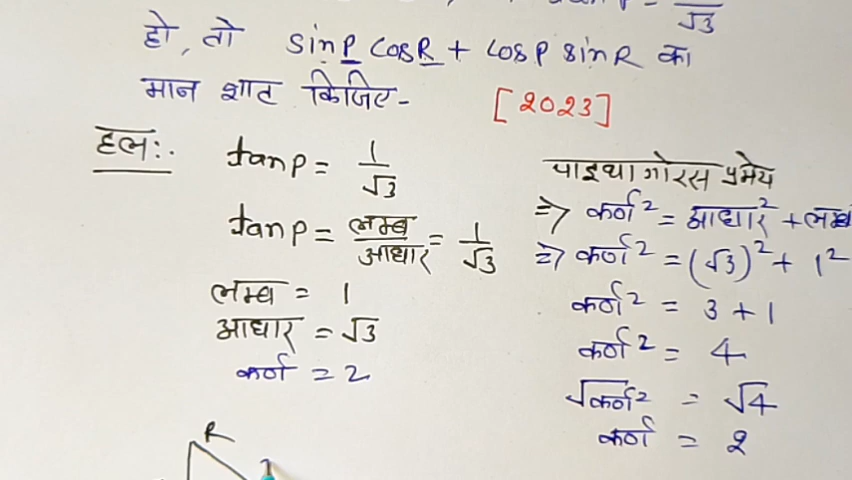 √3
हो, तो sinP cosR + cosP sinR का
मान ज्ञात किजिए- [2023]
हलः-
tanP = 1/√3
tanP = लम्ब/आधार = 1/√3
लम्ब = 1
आधार = √3
कर्ण = 2
पाइथागोरस प्रमेय
⇒ कर्ण² = आधार² + लम्ब
⇒ कर्ण² = (√3)² + 1²
कर्ण² = 3 + 1
कर्ण² = 4
√कर्ण² = √4
कर्ण = 2
R